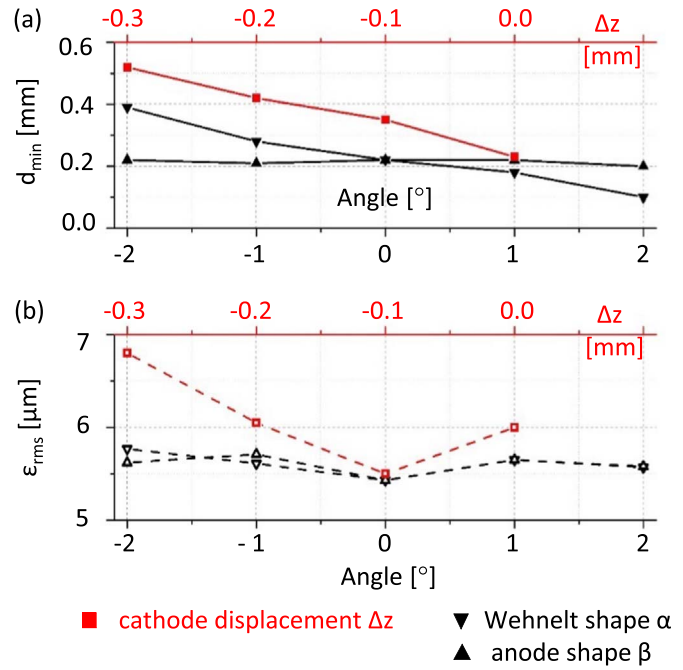 (a)
-0.3 -0.2 -0.1 0.0 Δz
[mm]
0.6
0.4
0.2
0.0
dmin [mm]
Angle [°]
-2 -1 0 1 2
(b)
-0.3 -0.2 -0.1 0.0 Δz
[mm]
7
6
5
εrms [μm]
-2 - 1 0 1 2
Angle [°]
cathode displacement Δz
Wehnelt shape α
anode shape β